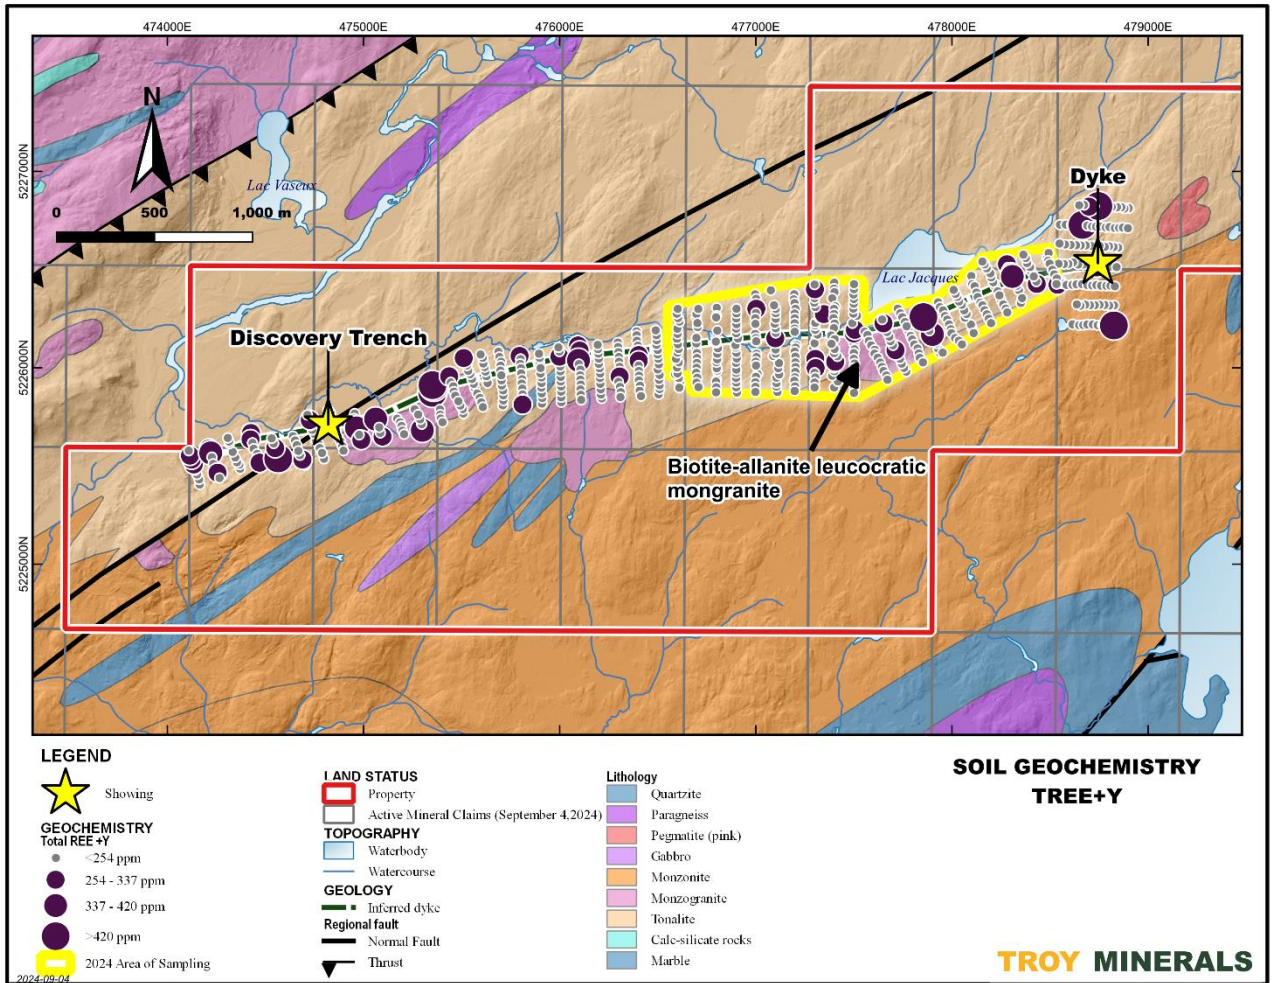 474000E 475000E 476000E 477000E 478000E 479000E
5227000N
5226000N
5225000N
N
0 500 1,000 m
Lac Vaseux
Dyke
Lac Jacques
Discovery Trench
Biotite-allanite leucocratic
mongranite
LEGEND
Showing
GEOCHEMISTRY
Total REE +Y
<254 ppm
254 - 337 ppm
337 - 420 ppm
>420 ppm
2024 Area of Sampling
2024-09-04
LAND STATUS
Property
Active Mineral Claims (September 4,2024)
TOPOGRAPHY
Waterbody
Watercourse
GEOLOGY
Inferred dyke
Regional fault
Normal Fault
Thrust
Lithology
Quartzite
Paragneiss
Pegmatite (pink)
Gabbro
Monzonite
Monzogranite
Tonalite
Calc-silicate rocks
Marble
SOIL GEOCHEMISTRY
TREE+Y
TROY MINERALS